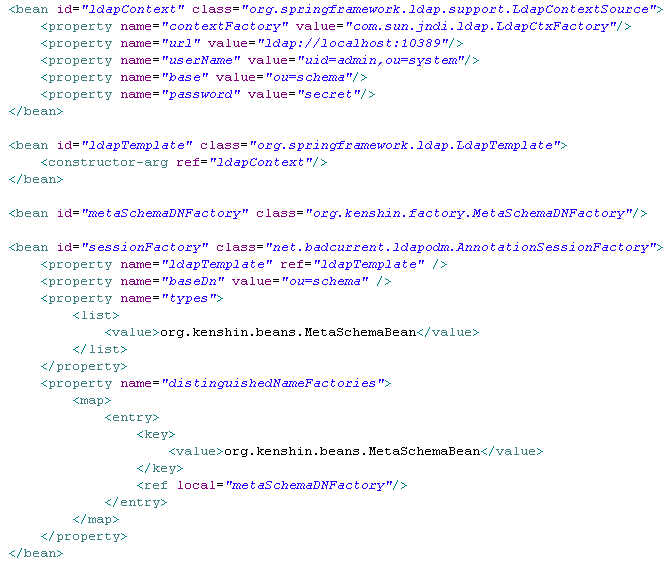 <bean id="ldapContext" class="org.springframework.ldap.support.LdapContextSource">
    <property name="contextFactory" value="com.sun.jndi.ldap.LdapCtxFactory"/>
    <property name="url" value="ldap://localhost:10389"/>
    <property name="userName" value="uid=admin,ou=system"/>
    <property name="base" value="ou=schema"/>
    <property name="password" value="secret"/>
</bean>

<bean id="ldapTemplate" class="org.springframework.ldap.LdapTemplate">
    <constructor-arg ref="ldapContext"/>
</bean>

<bean id="metaSchemaDNFactory" class="org.kenshin.factory.MetaSchemaDNFactory"/>

<bean id="sessionFactory" class="net.badcurrent.ldapodm.AnnotationSessionFactory">
    <property name="ldapTemplate" ref="ldapTemplate" />
    <property name="baseDn" value="ou=schema" />
    <property name="types">
        <list>
            <value>org.kenshin.beans.MetaSchemaBean</value>
        </list>
    </property>
    <property name="distinguishedNameFactories">
        <map>
            <entry>
                <key>
                    <value>org.kenshin.beans.MetaSchemaBean</value>
                </key>
                <ref local="metaSchemaDNFactory"/>
            </entry>
        </map>
    </property>
</bean>